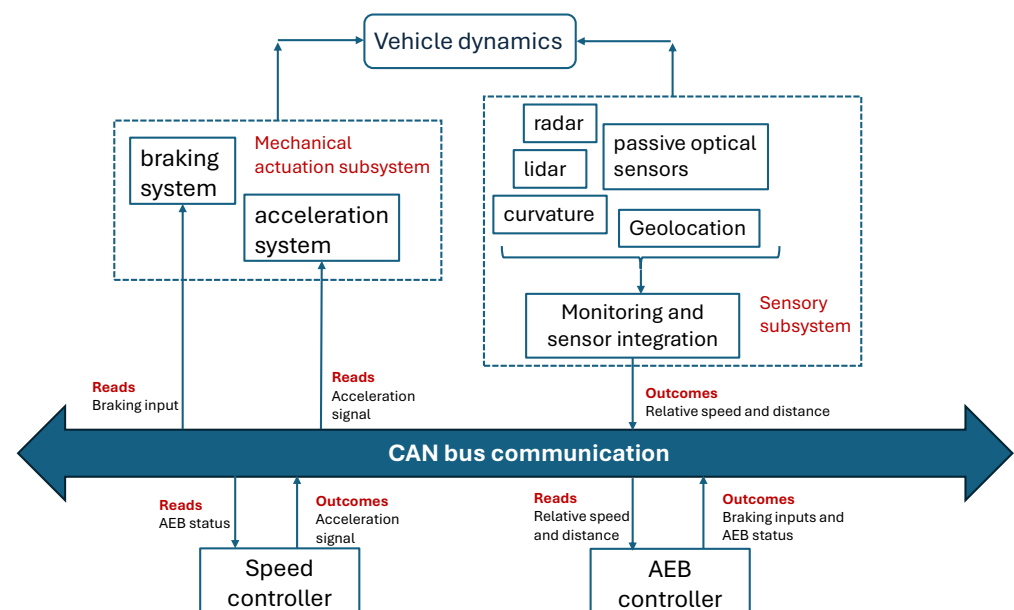 Vehicle dynamics
braking
system
Mechanical
actuation subsystem
acceleration
system
radar
passive optical
sensors
lidar
curvature
Geolocation
Monitoring and
sensor integration
Sensory
subsystem
Reads
Braking input
Reads
Acceleration
signal
Outcomes
Relative speed and distance
CAN bus communication
Reads
AEB status
Outcomes
Acceleration
signal
Reads
Relative speed
and distance
Outcomes
Braking inputs and
AEB status
Speed
controller
AEB
controller